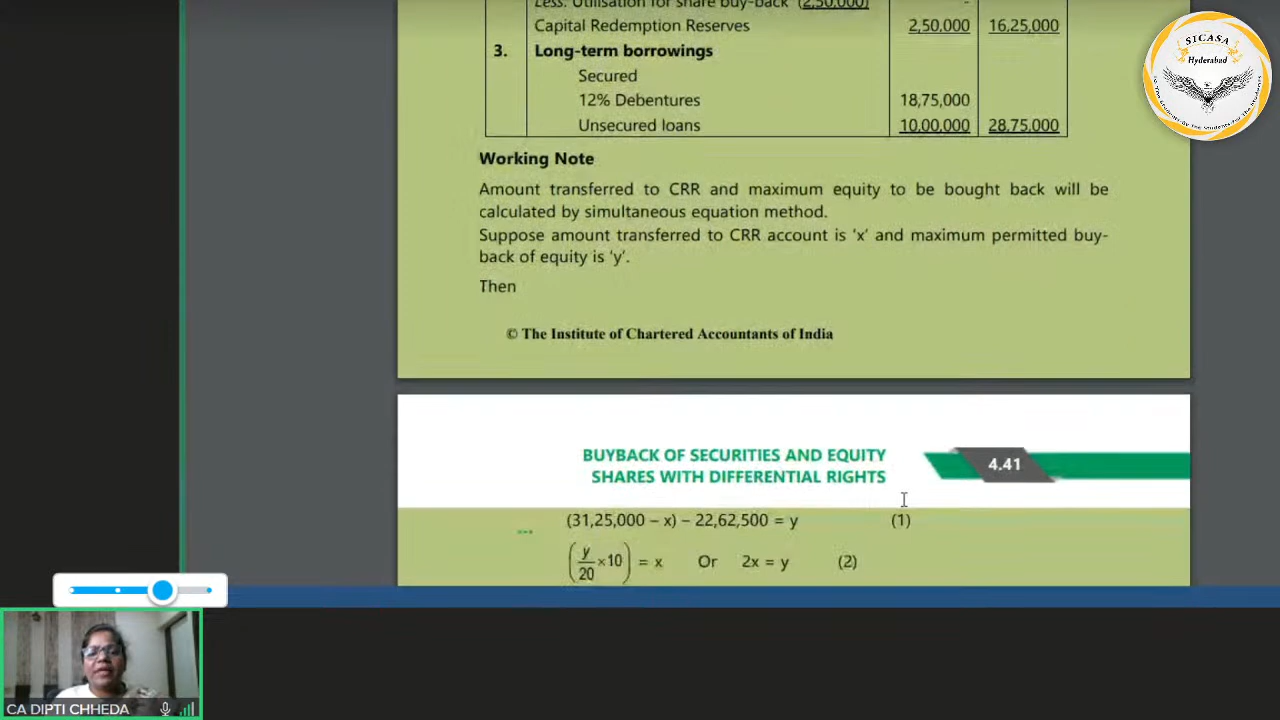 Less: Utilisation for share buy-back (2,50,000) -
Capital Redemption Reserves 2,50,000 16,25,000
3. Long-term borrowings
Secured
12% Debentures 18,75,000
Unsecured loans 10,00,000 28,75,000
Working Note
Amount transferred to CRR and maximum equity to be bought back will be
calculated by simultaneous equation method.
Suppose amount transferred to CRR account is ‘x’ and maximum permitted buy-
back of equity is ‘y’.
Then
© The Institute of Chartered Accountants of India
BUYBACK OF SECURITIES AND EQUITY
SHARES WITH DIFFERENTIAL RIGHTS
4.41
(31,25,000 – x) – 22,62,500 = y (1)
(y/20 ×10) = x Or 2x = y (2)
SICASA
Hyderabad
CA DIPTI CHHEDA